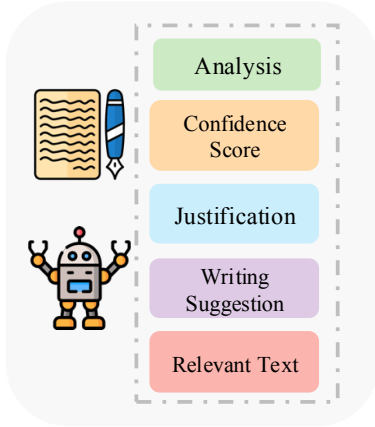 Analysis
Confidence
Score
Justification
Writing
Suggestion
Relevant Text